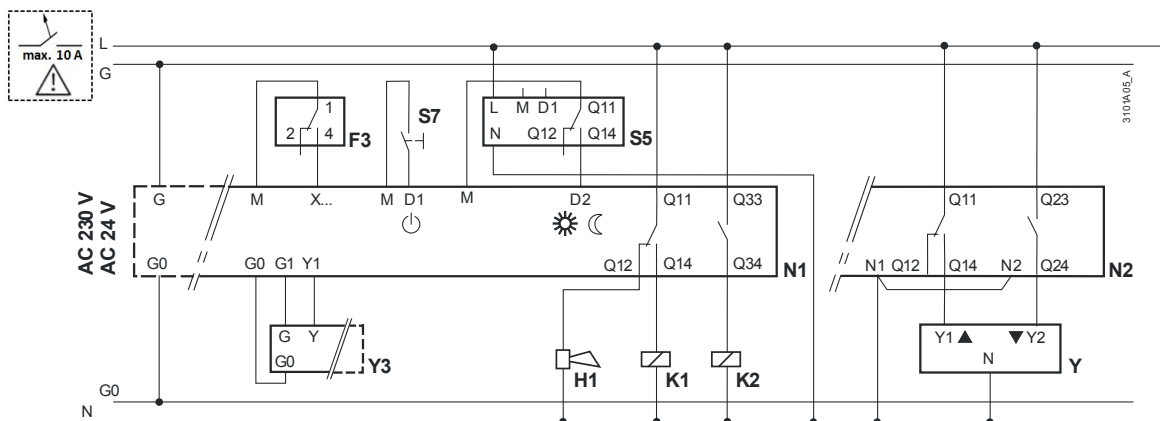 max. 10 A
L
G
3101A05_A
1
2 4
F3
S7
L M D1 Q11
N Q12 Q14
S5
AC 230 V
AC 24 V
G M X... M D1 M D2 Q11 Q33
G0 G0 G1 Y1 Q12 Q14 Q34
N1
Q11 Q23
N1 Q12 Q14 N2 Q24
N2
G Y
G0
Y3
H1
K1
K2
Y1 Y2
N
Y
G0
N